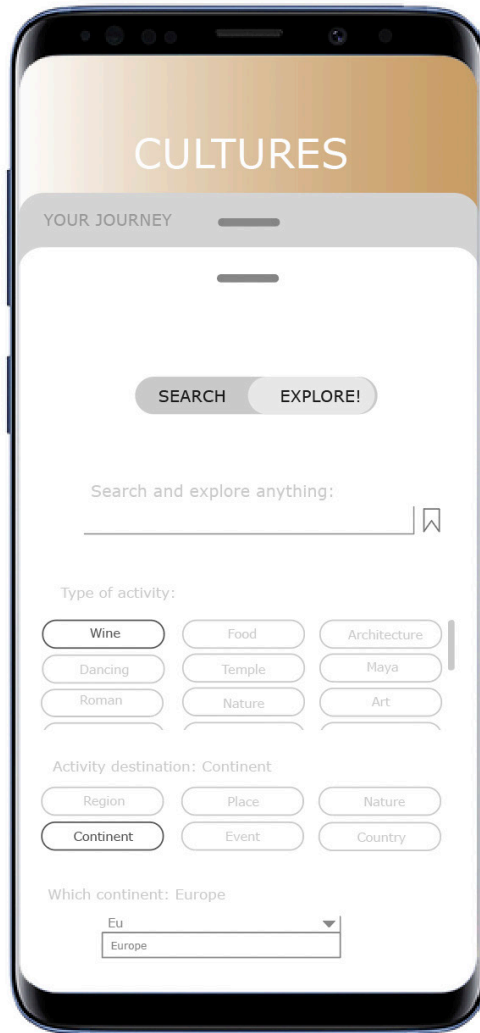 CULTURES
YOUR JOURNEY
SEARCH EXPLORE!
Search and explore anything:
Type of activity:
Wine Food Architecture
Dancing Temple Maya
Roman Nature Art
Activity destination: Continent
Region Place Nature
Continent Event Country
Which continent: Europe
Eu
Europe